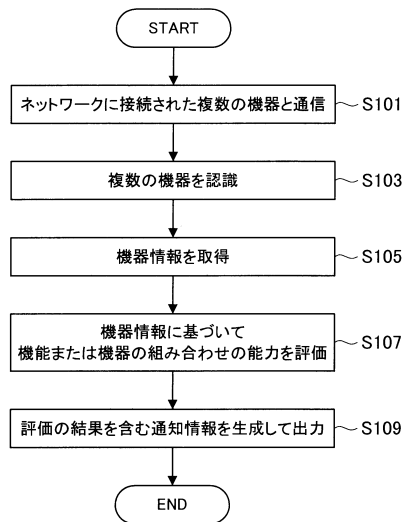 START
ネットワークに接続された複数の機器と通信 S101
複数の機器を認識 S103
機器情報を取得 S105
機器情報に基づいて
機能または機器の組み合わせの能力を評価 S107
評価の結果を含む通知情報を生成して出力 S109
END